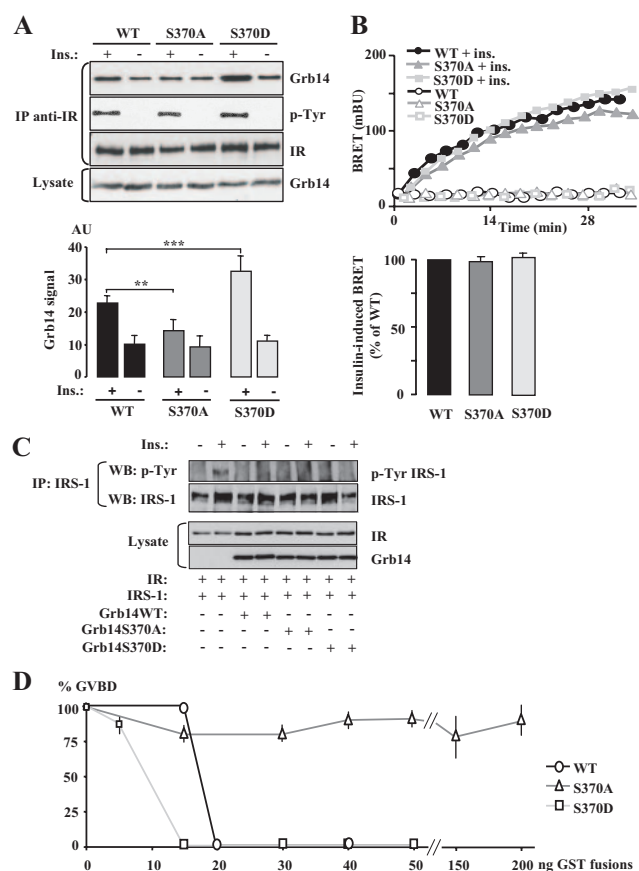 A
WT S370A S370D
Ins.: + - + - + -
IP anti-IR
Grb14
p-Tyr
IR
Lysate
Grb14
AU
40
30
20
10
0
Grb14 signal
**
***
Ins.: + - + - + -
WT S370A S370D
B
200
150
100
50
0
BRET (mBU)
WT + ins.
S370A + ins.
S370D + ins.
WT
S370A
S370D
0 14 28
Time (min)
100
50
0
Insulin-induced BRET
(% of WT)
WT S370A S370D
C
Ins.: - + - + - + - +
IP: IRS-1
WB: p-Tyr
p-Tyr IRS-1
WB: IRS-1
IRS-1
Lysate
IR
Grb14
IR: + + + + + + + +
IRS-1: + + + + + + + +
Grb14WT: - - + + - - - -
Grb14S370A: - - - - + + - -
Grb14S370D: - - - - - - + +
D
% GVBD
100
75
50
25
0
0 10 20 30 40 50 150 200 ng GST fusions
WT
S370A
S370D